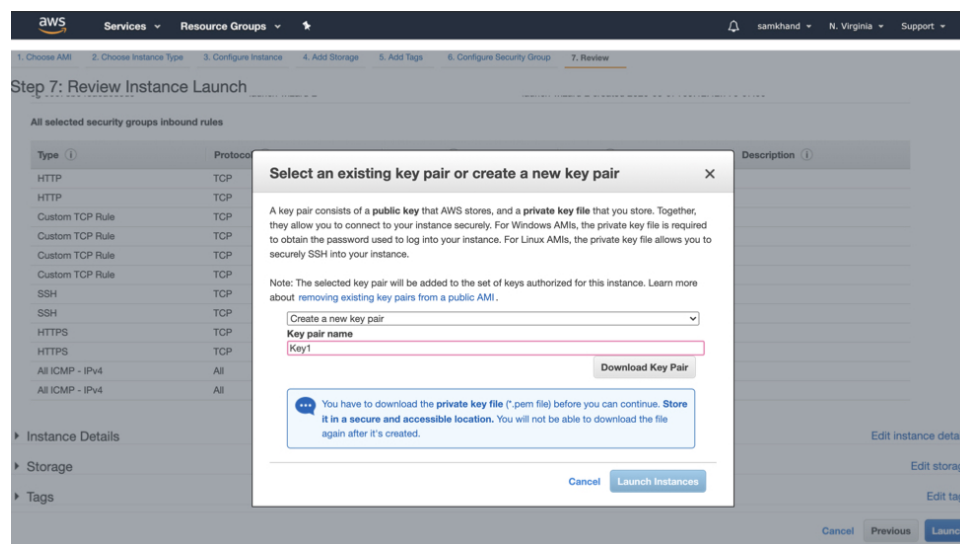 aws Services Resource Groups samkhand N. Virginia Support
1. Choose AMI 2. Choose Instance Type 3. Configure Instance 4. Add Storage 5. Add Tags 6. Configure Security Group 7. Review
Step 7: Review Instance Launch
All selected security groups inbound rules
Type Protocol Description
HTTP TCP
HTTP TCP
Custom TCP Rule TCP
Custom TCP Rule TCP
Custom TCP Rule TCP
Custom TCP Rule TCP
SSH TCP
SSH TCP
HTTPS TCP
HTTPS TCP
All ICMP - IPv4 All
All ICMP - IPv4 All
Select an existing key pair or create a new key pair
A key pair consists of a public key that AWS stores, and a private key file that you store. Together,
they allow you to connect to your instance securely. For Windows AMIs, the private key file is required
to obtain the password used to log into your instance. For Linux AMIs, the private key file allows you to
securely SSH into your instance.
Note: The selected key pair will be added to the set of keys authorized for this instance. Learn more
about removing existing key pairs from a public AMI.
Create a new key pair
Key pair name
Key1
Download Key Pair
You have to download the private key file (*.pem file) before you can continue. Store
it in a secure and accessible location. You will not be able to download the file
again after it's created.
Cancel Launch Instances
Instance Details Edit instance deta
Storage Edit storag
Tags Edit tag
Cancel Previous Launc